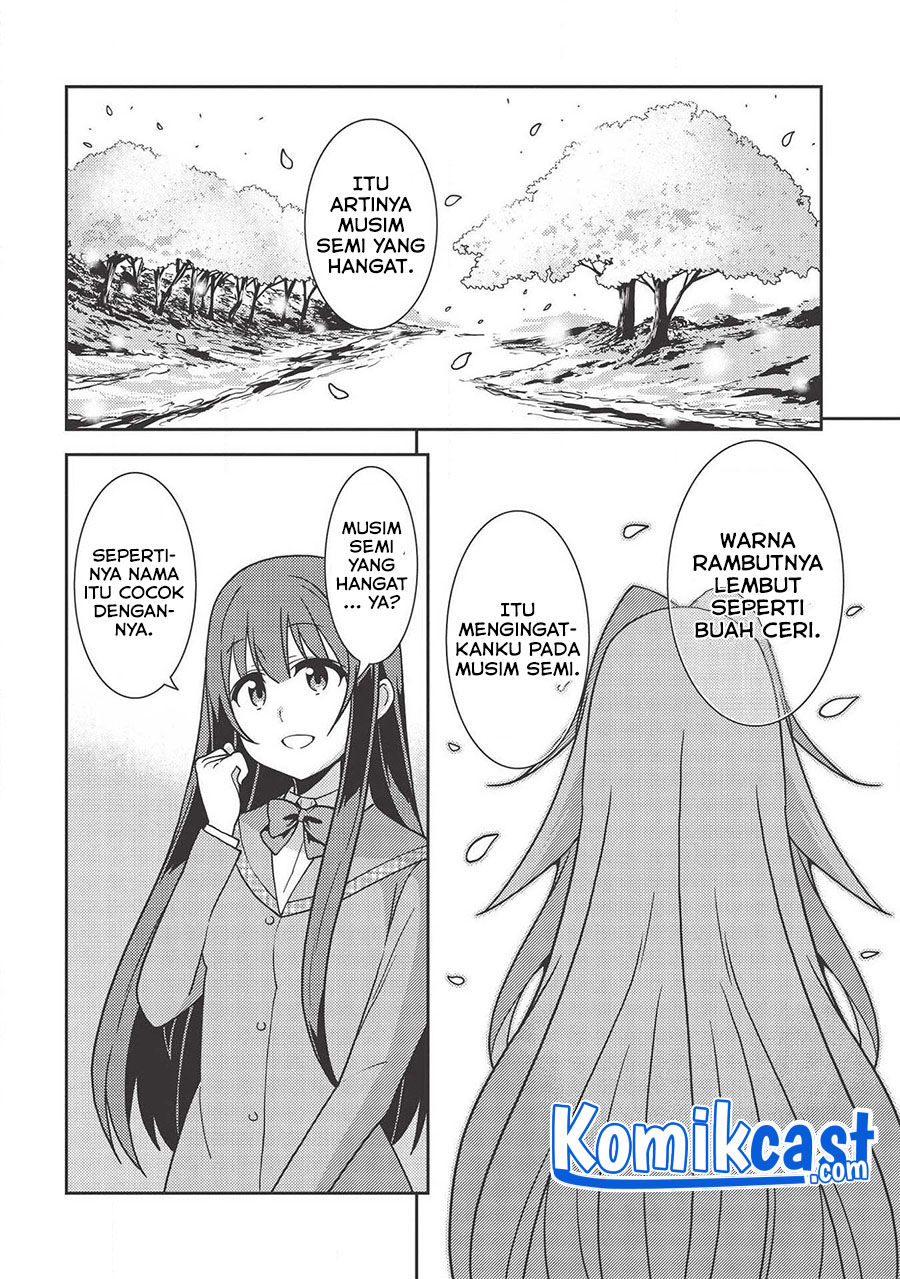 ITU
ARTINYA
MUSIM
SEMI YANG
HANGAT.
WARNA
RAMBUTNYA
LEMBUT
SEPERTI
BUAH CERI.
ITU
MENGINGAT-
KANKU PADA
MUSIM SEMI.
MUSIM
SEMI YANG
HANGAT
... YA?
SEPERTI-
NYA NAMA
ITU COCOK
DENGAN-
NYA.
Komikcast
.com